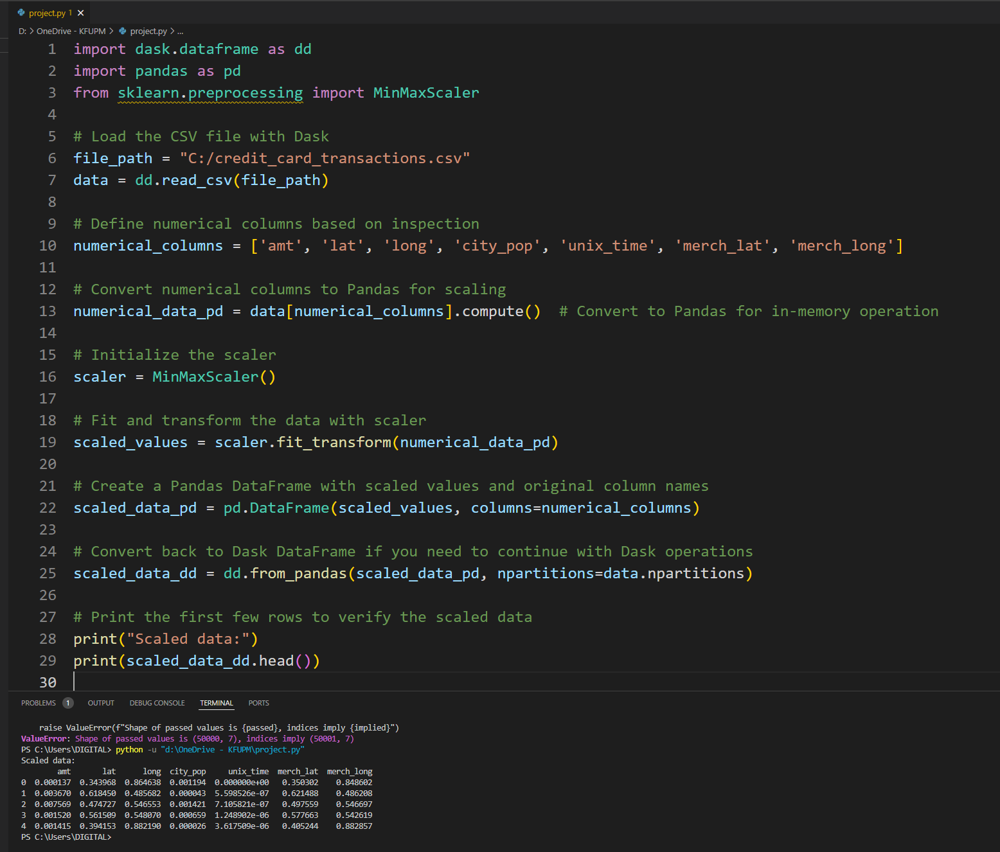 project.py 1
D: > OneDrive - KFUPM > project.py > ...
1 import dask.dataframe as dd
2 import pandas as pd
3 from sklearn.preprocessing import MinMaxScaler
4
5 # Load the CSV file with Dask
6 file_path = "C:/credit_card_transactions.csv"
7 data = dd.read_csv(file_path)
8
9 # Define numerical columns based on inspection
10 numerical_columns = ['amt', 'lat', 'long', 'city_pop', 'unix_time', 'merch_lat', 'merch_long']
11
12 # Convert numerical columns to Pandas for scaling
13 numerical_data_pd = data[numerical_columns].compute()  # Convert to Pandas for in-memory operation
14
15 # Initialize the scaler
16 scaler = MinMaxScaler()
17
18 # Fit and transform the data with scaler
19 scaled_values = scaler.fit_transform(numerical_data_pd)
20
21 # Create a Pandas DataFrame with scaled values and original column names
22 scaled_data_pd = pd.DataFrame(scaled_values, columns=numerical_columns)
23
24 # Convert back to Dask DataFrame if you need to continue with Dask operations
25 scaled_data_dd = dd.from_pandas(scaled_data_pd, npartitions=data.npartitions)
26
27 # Print the first few rows to verify the scaled data
28 print("Scaled data:")
29 print(scaled_data_dd.head())
30
PROBLEMS 1 OUTPUT DEBUG CONSOLE TERMINAL PORTS
raise ValueError(f"Shape of passed values is {passed}, indices imply {implied}")
ValueError: Shape of passed values is (50000, 7), indices imply (50001, 7)
PS C:\Users\DIGITAL> python -u "d:\OneDrive - KFUPM\project.py"
Scaled data:
amt lat long city_pop unix_time merch_lat merch_long
0 0.000137 0.343968 0.864638 0.001194 0.000000e+00 0.350302 0.848602
1 0.003670 0.618450 0.485682 0.000043 5.598526e-07 0.621488 0.486208
2 0.007569 0.474727 0.546553 0.001421 7.105821e-07 0.497559 0.546697
3 0.001520 0.561509 0.548070 0.000659 1.248902e-06 0.577663 0.542619
4 0.001415 0.394153 0.882190 0.000026 3.617509e-06 0.405244 0.882857
PS C:\Users\DIGITAL>